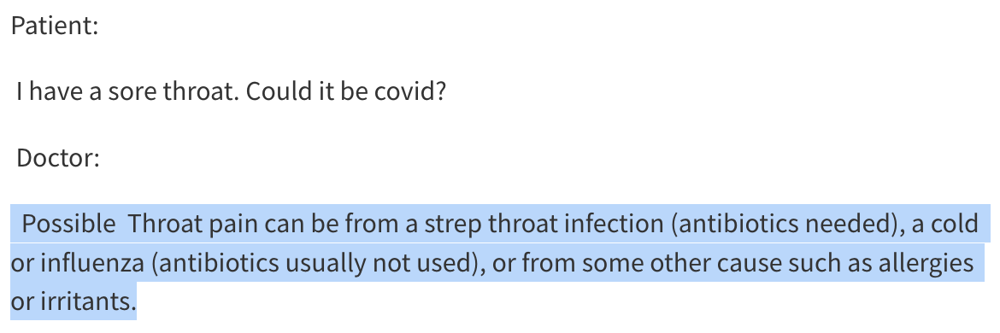 Patient:
I have a sore throat. Could it be covid?
Doctor:
Possible  Throat pain can be from a strep throat infection (antibiotics needed), a cold
or influenza (antibiotics usually not used), or from some other cause such as allergies
or irritants.